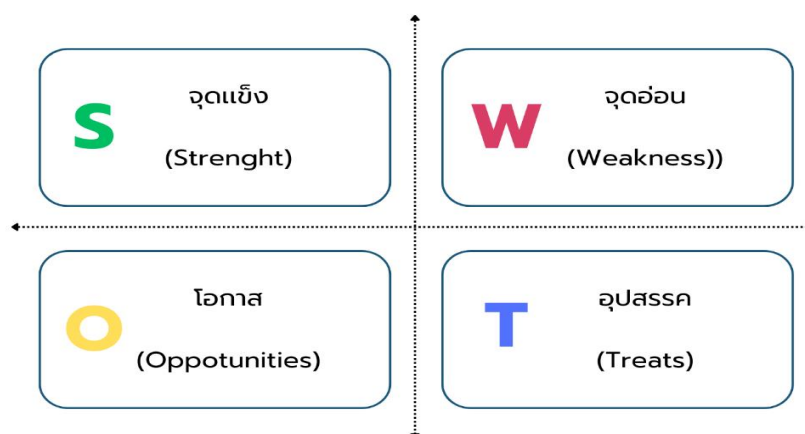 S
จุดแข็ง
(Strenght)
W
จุดอ่อน
(Weakness))
O
โอกาส
(Oppotunities)
T
อุปสรรค
(Treats)